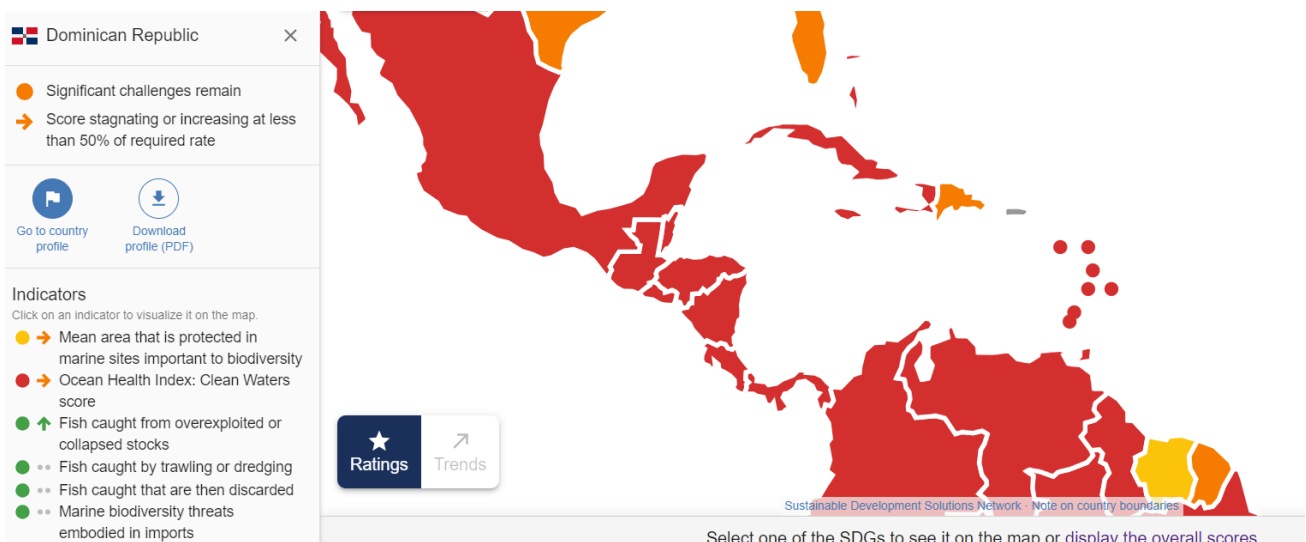 Dominican Republic
Significant challenges remain
Score stagnating or increasing at less
than 50% of required rate
Go to country
profile
Download
profile (PDF)
Indicators
Click on an indicator to visualize it on the map.
Mean area that is protected in
marine sites important to biodiversity
Ocean Health Index: Clean Waters
score
Fish caught from overexploited or
collapsed stocks
Fish caught by trawling or dredging
Fish caught that are then discarded
Marine biodiversity threats
embodied in imports
Ratings
Trends
Sustainable Development Solutions Network · Note on country boundaries
Select one of the SDGs to see it on the map or display the overall scores